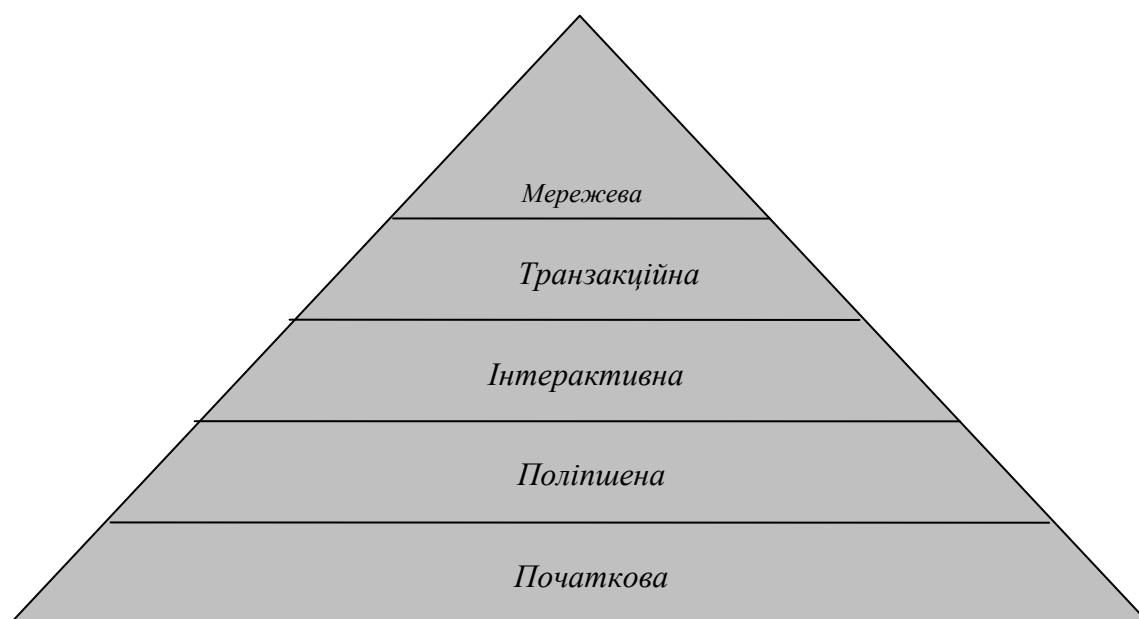 Мережева
Транзакційна
Інтерактивна
Поліпшена
Початкова